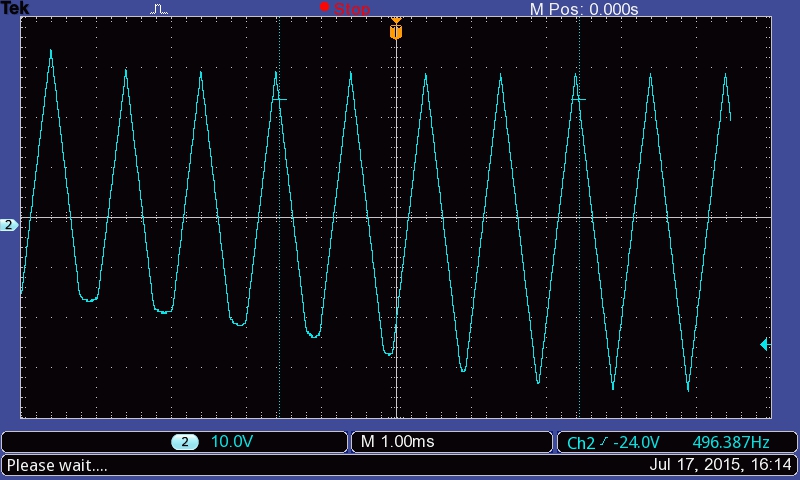 Tek Stop M Pos: 0.000s
T
2
2 10.0V M 1.00ms Ch2 -24.0V 496.387Hz
Please wait.... Jul 17, 2015, 16:14